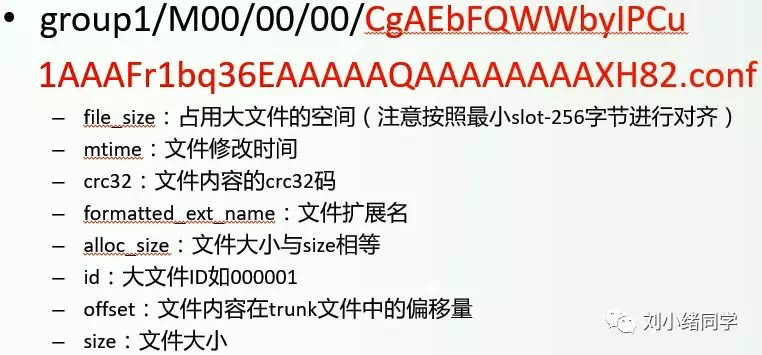 • group1/M00/00/00/CgAEbFQWWbyIPCu
1AAAFr1bq36EAAAAAQAAAAAAAAXH82.conf
– file_size：占用大文件的空间（注意按照最小slot-256字节进行对齐）
– mtime：文件修改时间
– crc32：文件内容的crc32码
– formatted_ext_name：文件扩展名
– alloc_size：文件大小与size相等
– id：大文件ID如000001
– offset：文件内容在trunk文件中的偏移量
– size：文件大小
刘小绪同学